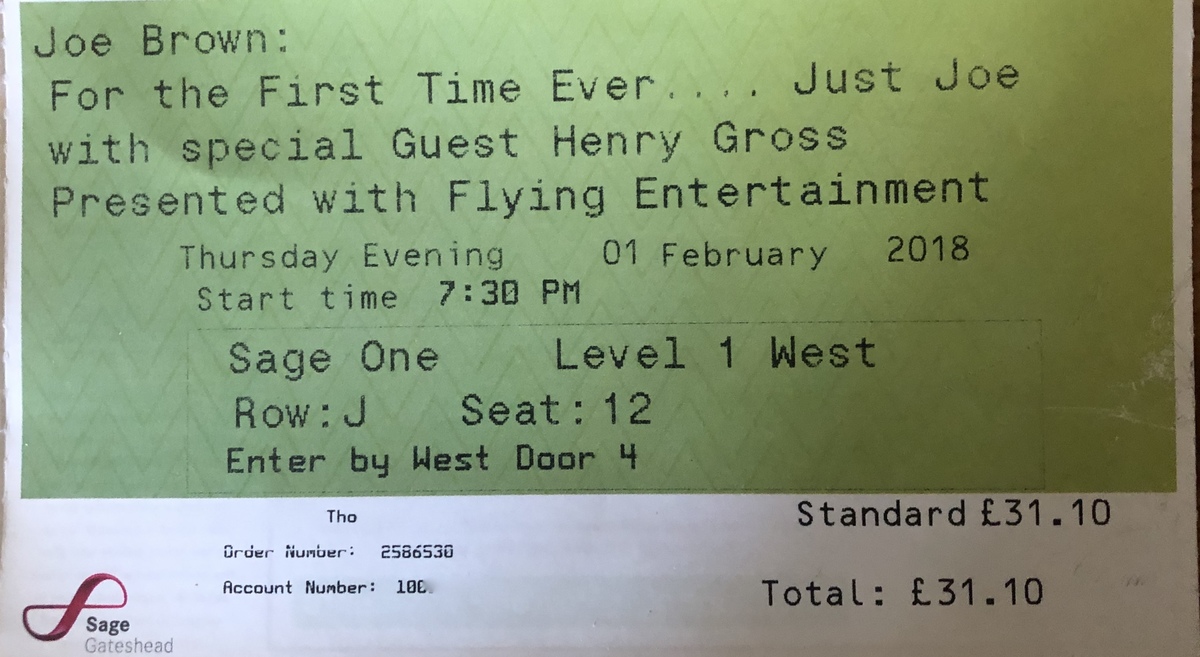 Joe Brown:
For the First Time Ever.... Just Joe
with special Guest Henry Gross
Presented with Flying Entertainment
Thursday Evening 01 February 2018
Start time 7:30 PM
Sage One Level 1 West
Row:J Seat:12
Enter by West Door 4
Tho
Standard £31.10
Order Number: 2586530
Account Number:
Total: £31.10
Sage
Gateshead